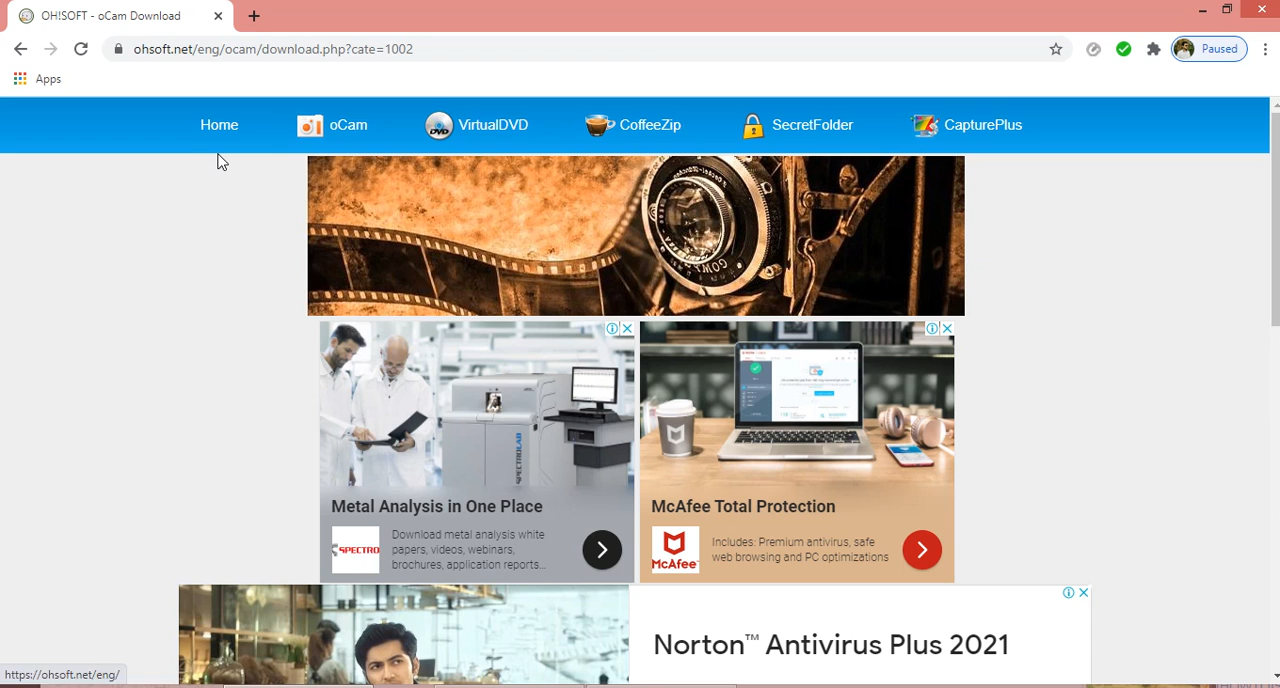 OH!SOFT - oCam Download
ohsoft.net/eng/ocam/download.php?cate=1002
Paused
Apps
Home
oCam
VirtualDVD
CoffeeZip
SecretFolder
CapturePlus
DVD
GOWL
SPECTROLAB
Metal Analysis in One Place
SPECTRO
Download metal analysis white
papers, videos, webinars,
brochures, application reports...
McAfee Total Protection
McAfee
Includes: Premium antivirus, safe
web browsing and PC optimizations
Norton™ Antivirus Plus 2021
https://ohsoft.net/eng/